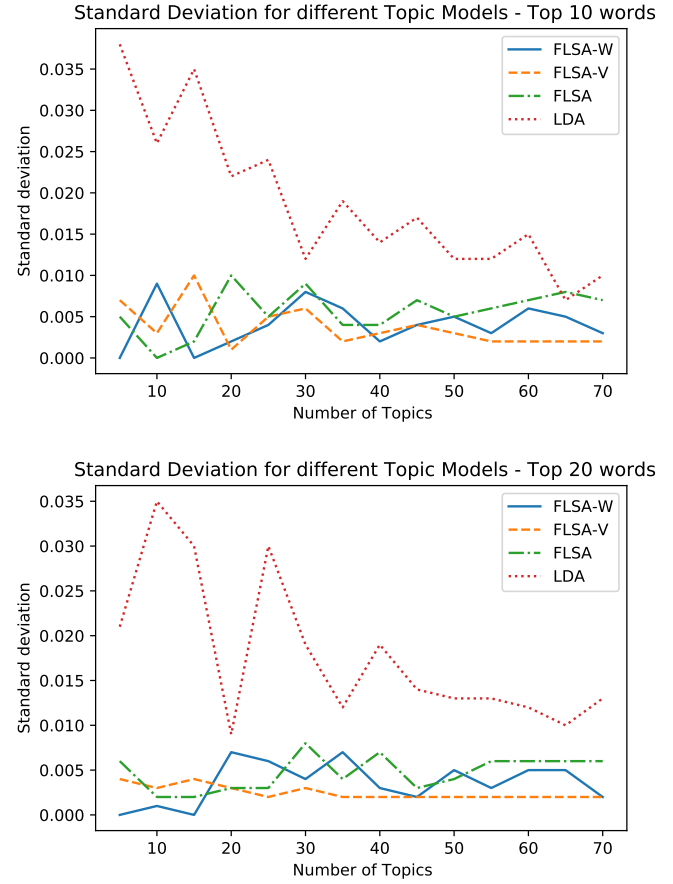 Standard Deviation for different Topic Models - Top 10 words
FLSA-W
FLSA-V
FLSA
LDA
0.035
0.030
0.025
0.020
0.015
0.010
0.005
0.000
Standard deviation
10 20 30 40 50 60 70
Number of Topics
Standard Deviation for different Topic Models - Top 20 words
FLSA-W
FLSA-V
FLSA
LDA
0.035
0.030
0.025
0.020
0.015
0.010
0.005
0.000
Standard deviation
10 20 30 40 50 60 70
Number of Topics